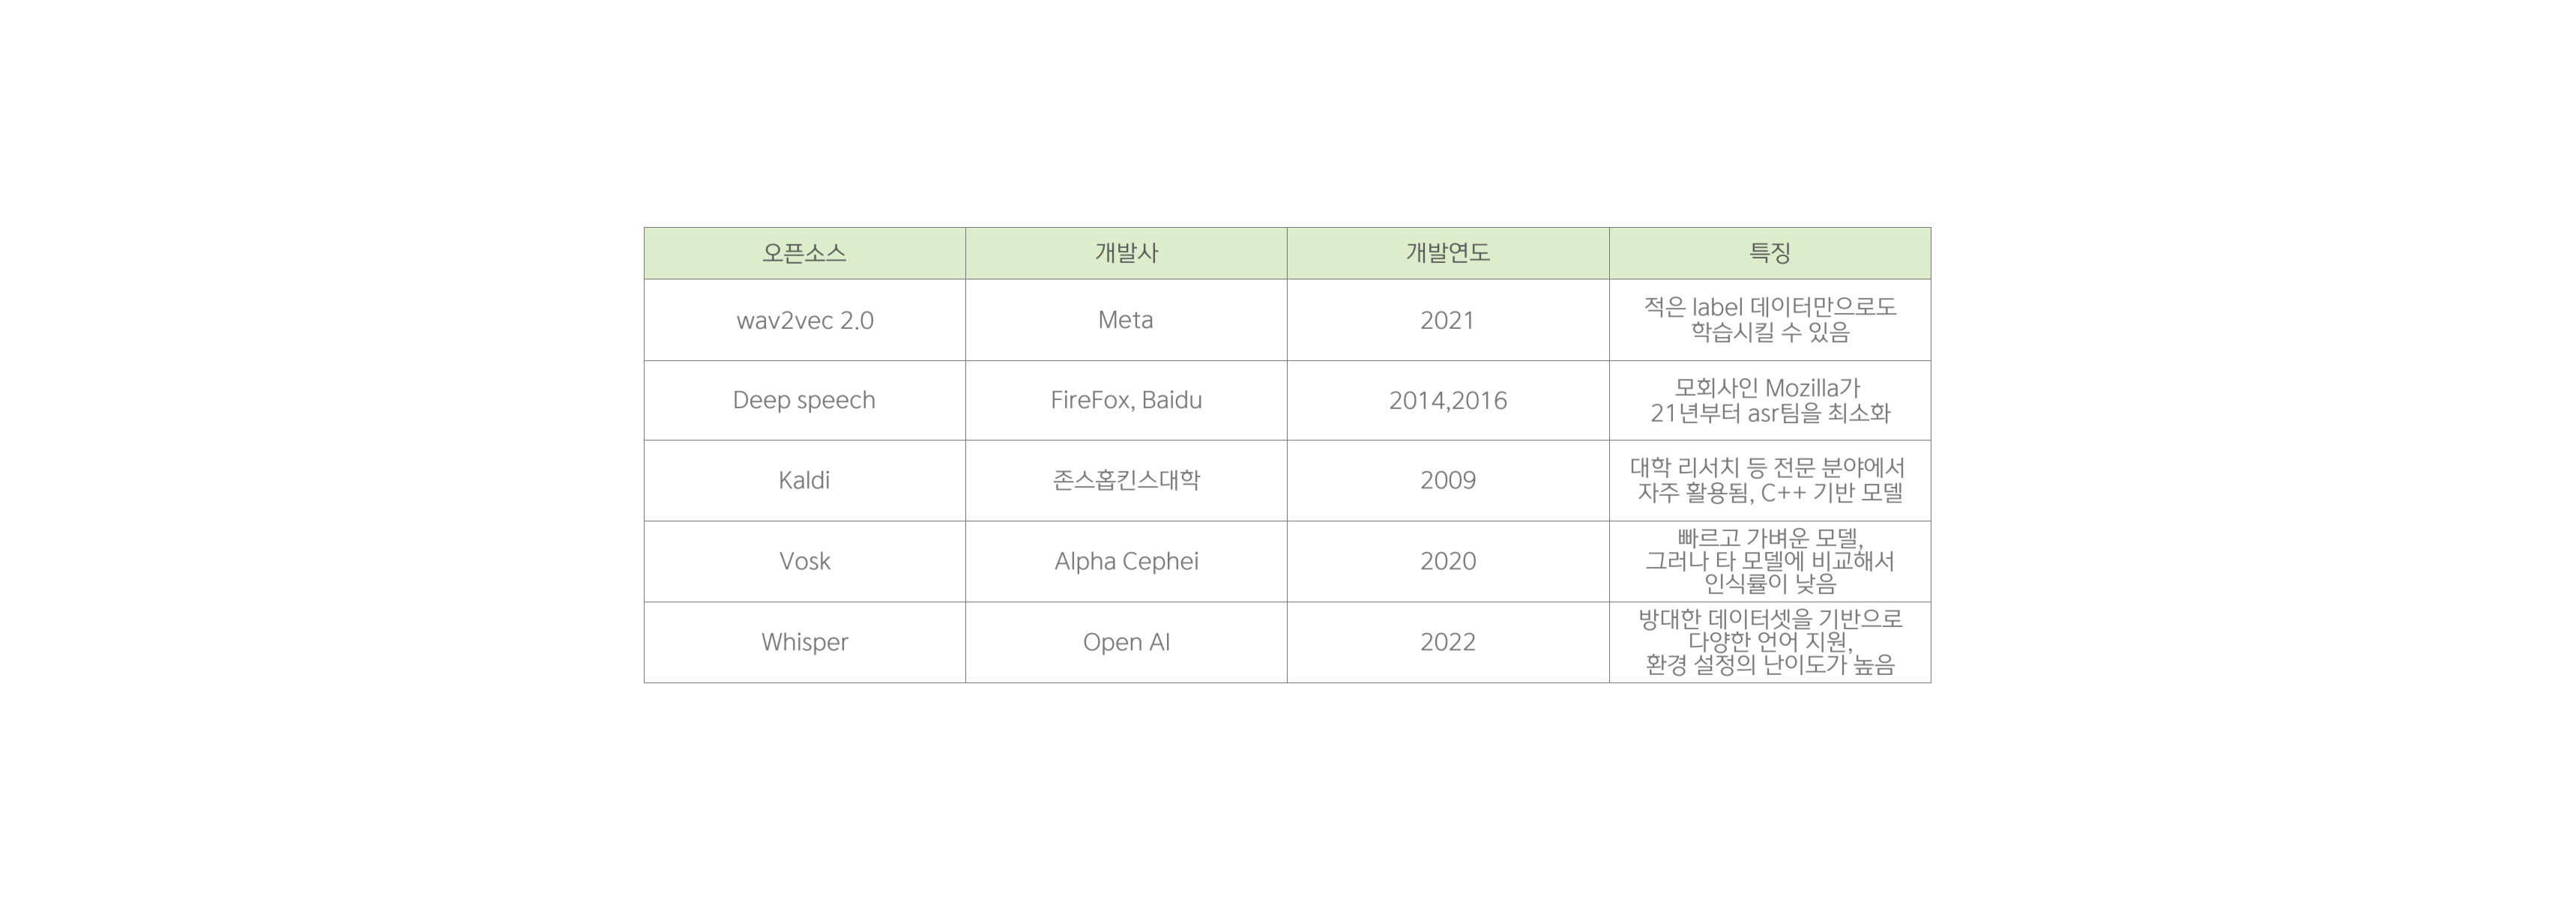 오픈소스 개발사 개발연도 특징
wav2vec 2.0 Meta 2021 적은 label 데이터만으로도
학습시킬 수 있음
Deep speech FireFox, Baidu 2014,2016 모회사인 Mozilla가
21년부터 asr팀을 최소화
Kaldi 존스홉킨스대학 2009 대학 리서치 등 전문 분야에서
자주 활용됨, C++ 기반 모델
Vosk Alpha Cephei 2020 빠르고 가벼운 모델,
그러나 타 모델에 비교해서
인식률이 낮음
Whisper Open AI 2022 방대한 데이터셋을 기반으로
다양한 언어 지원,
환경 설정의 난이도가 높음